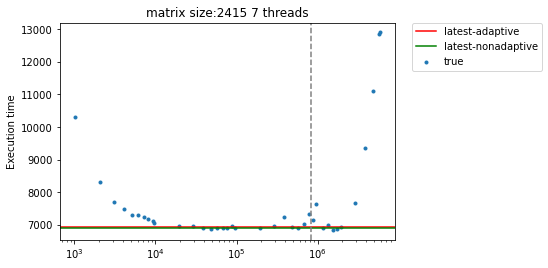 matrix size:2415 7 threads
Execution time
13000
12000
11000
10000
9000
8000
7000
10³
10⁴
10⁵
10⁶
latest-adaptive
latest-nonadaptive
true